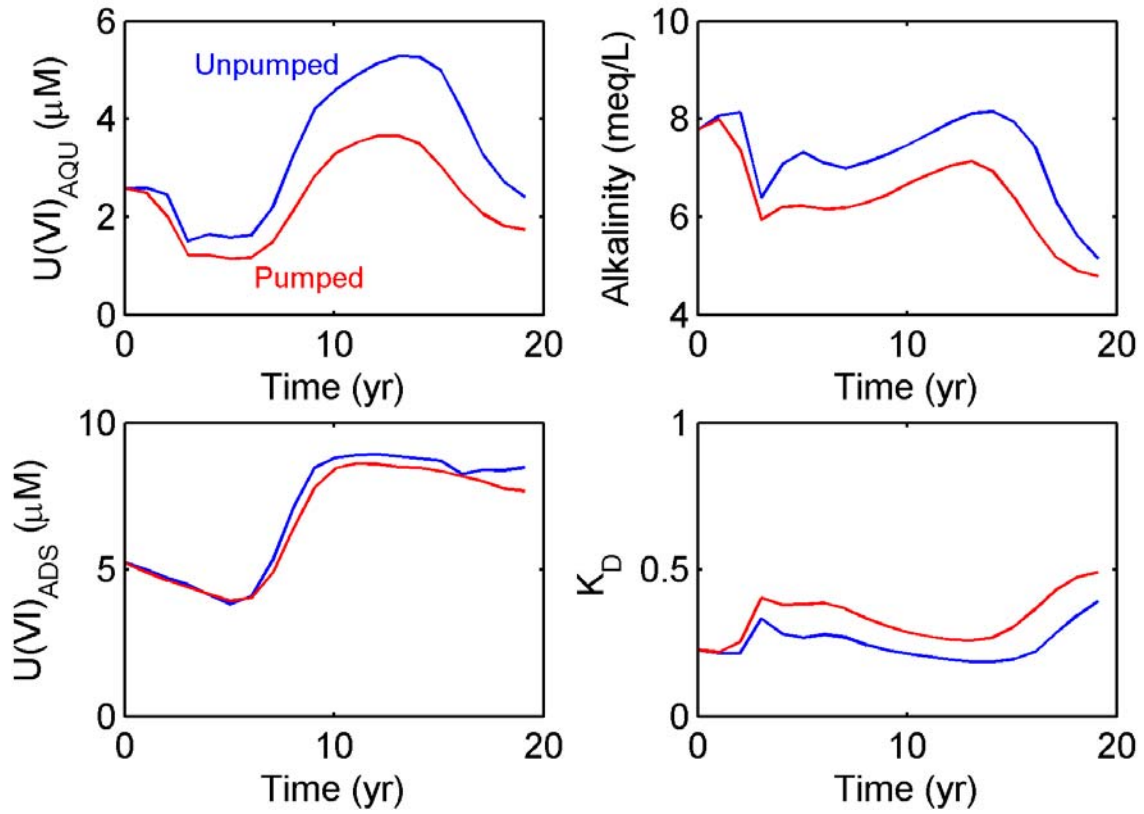 6
4
2
0
U(VI)AQU (μM)
Unpumped
Pumped
0
10
20
Time (yr)
10
8
6
4
Alkalinity (meq/L)
0
10
20
Time (yr)
10
5
0
U(VI)ADS (μM)
0
10
20
Time (yr)
1
0.5
0
KD
0
10
20
Time (yr)